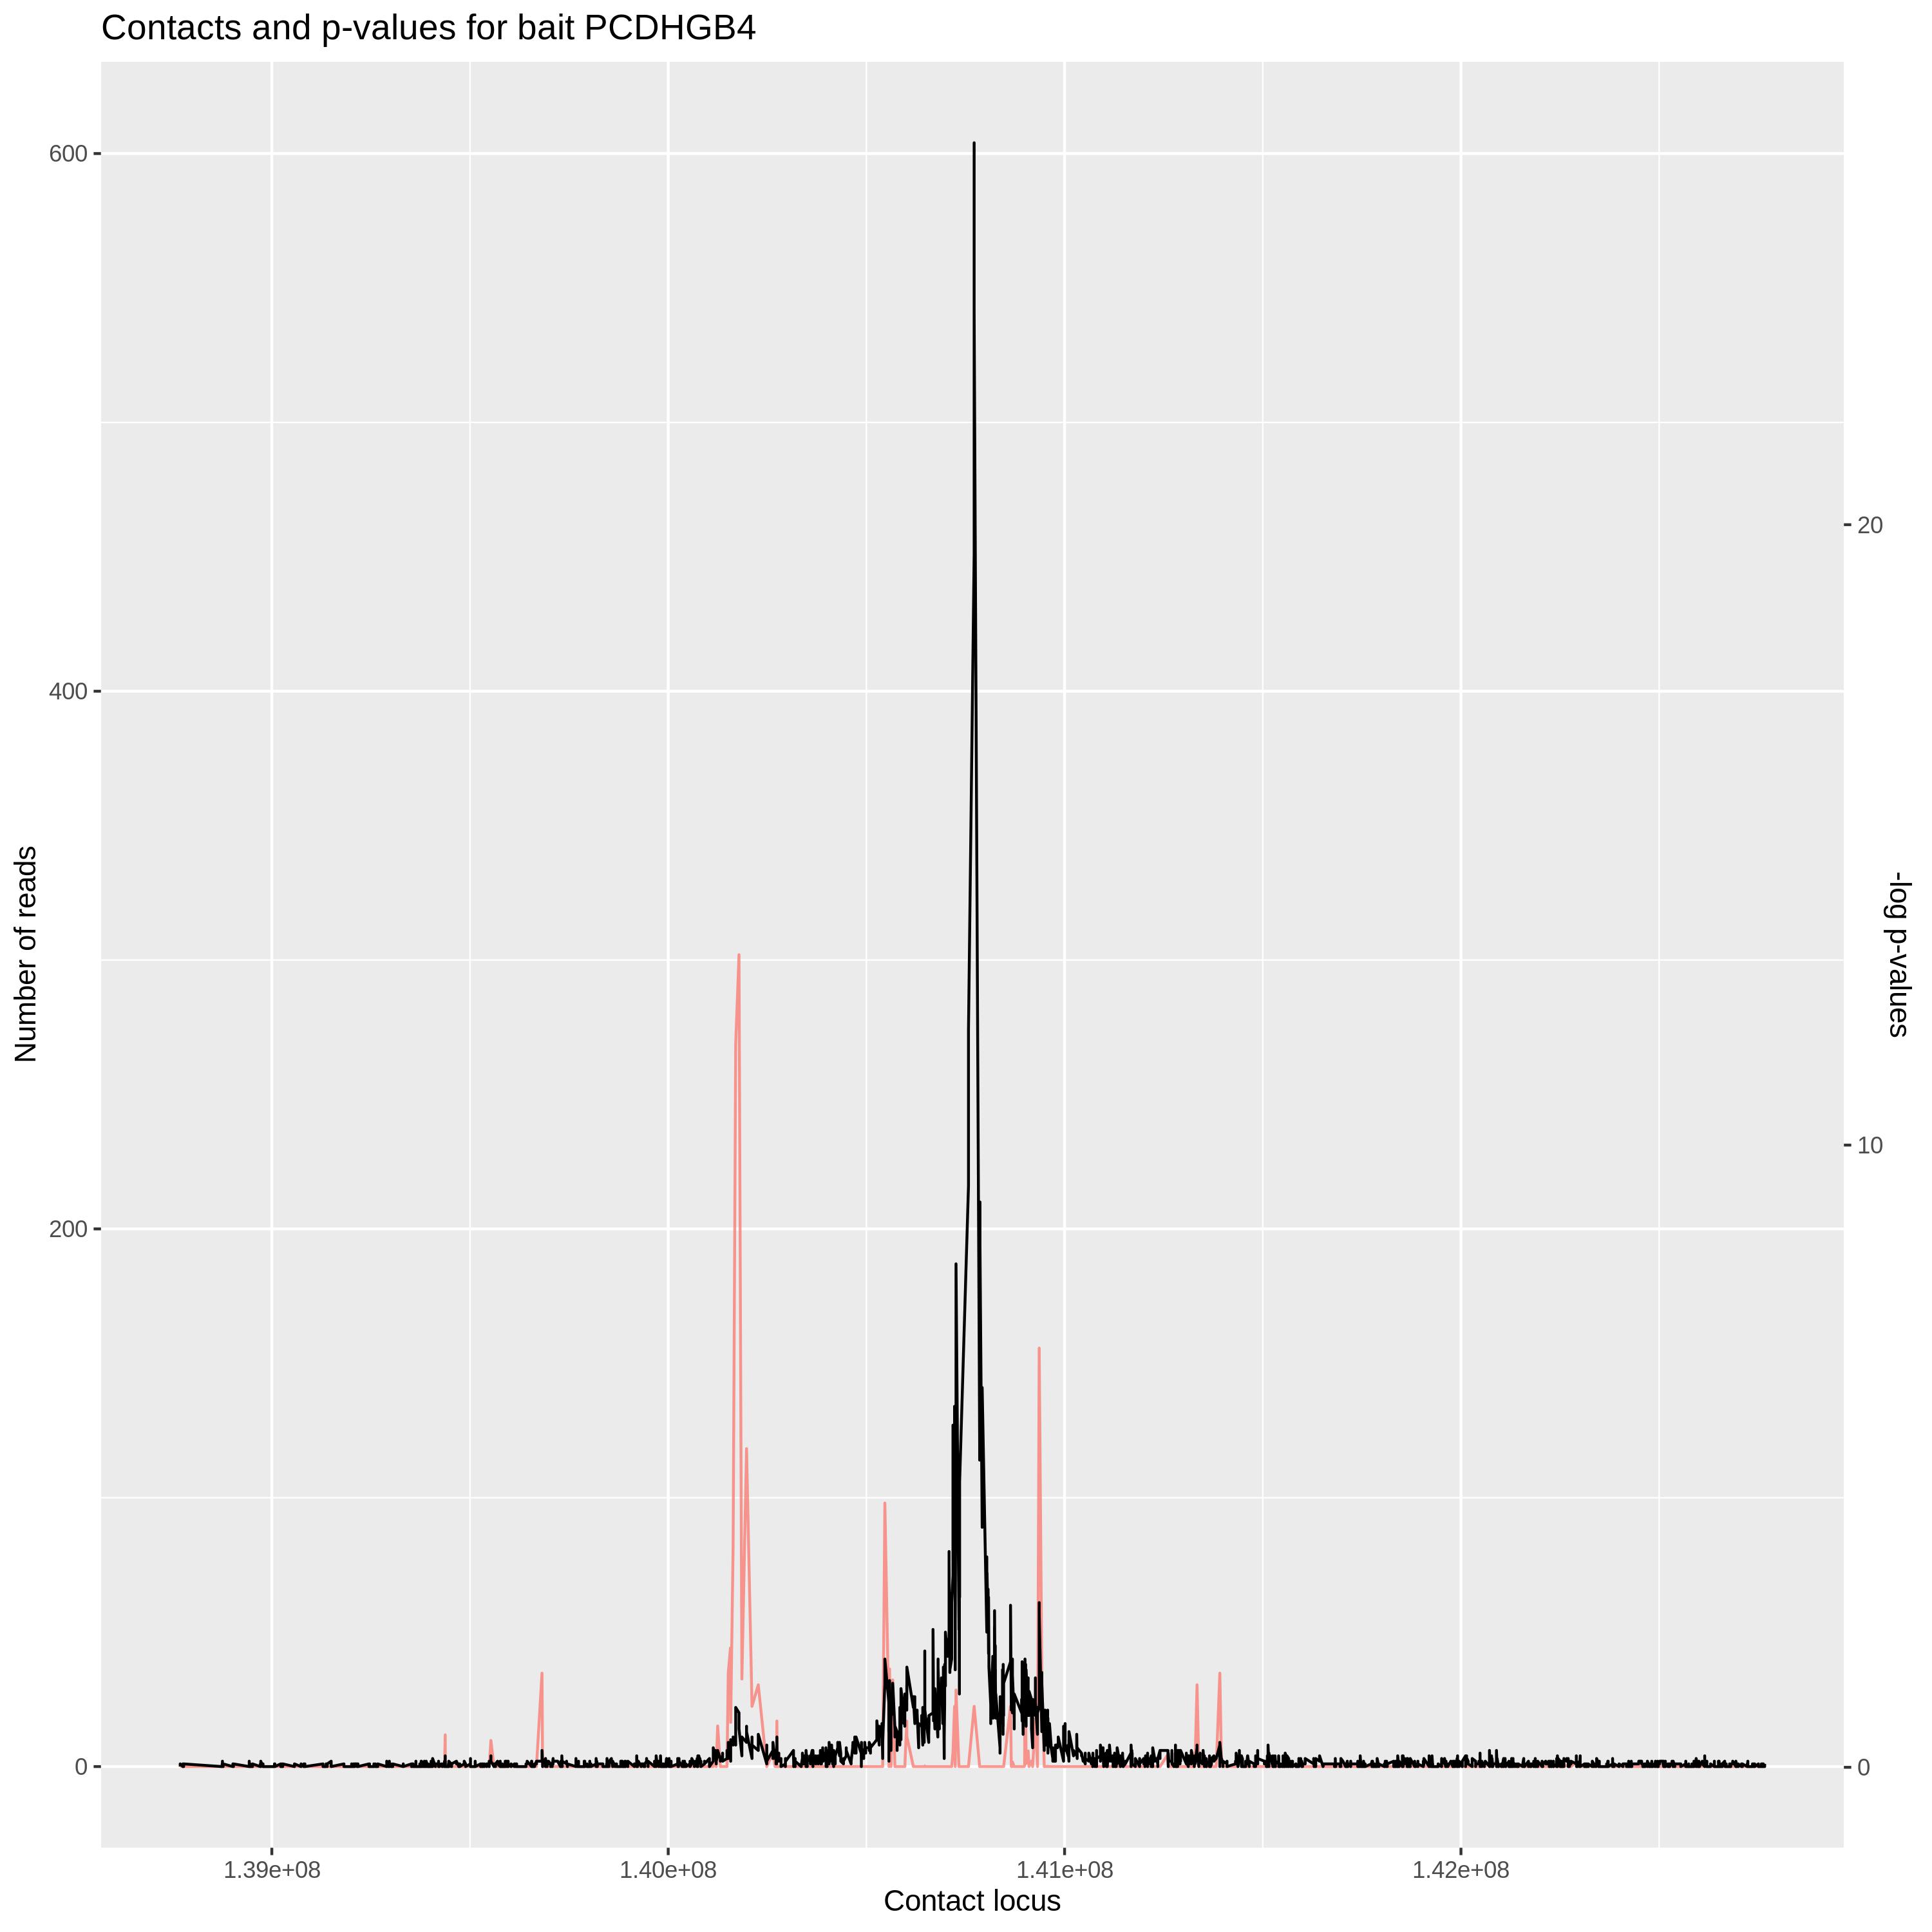 Contacts and p-values for bait PCDHGB4
600
400
200
0
Number of reads
20
10
0
-log p-values
1.39e+08
1.40e+08
1.41e+08
1.42e+08
Contact locus